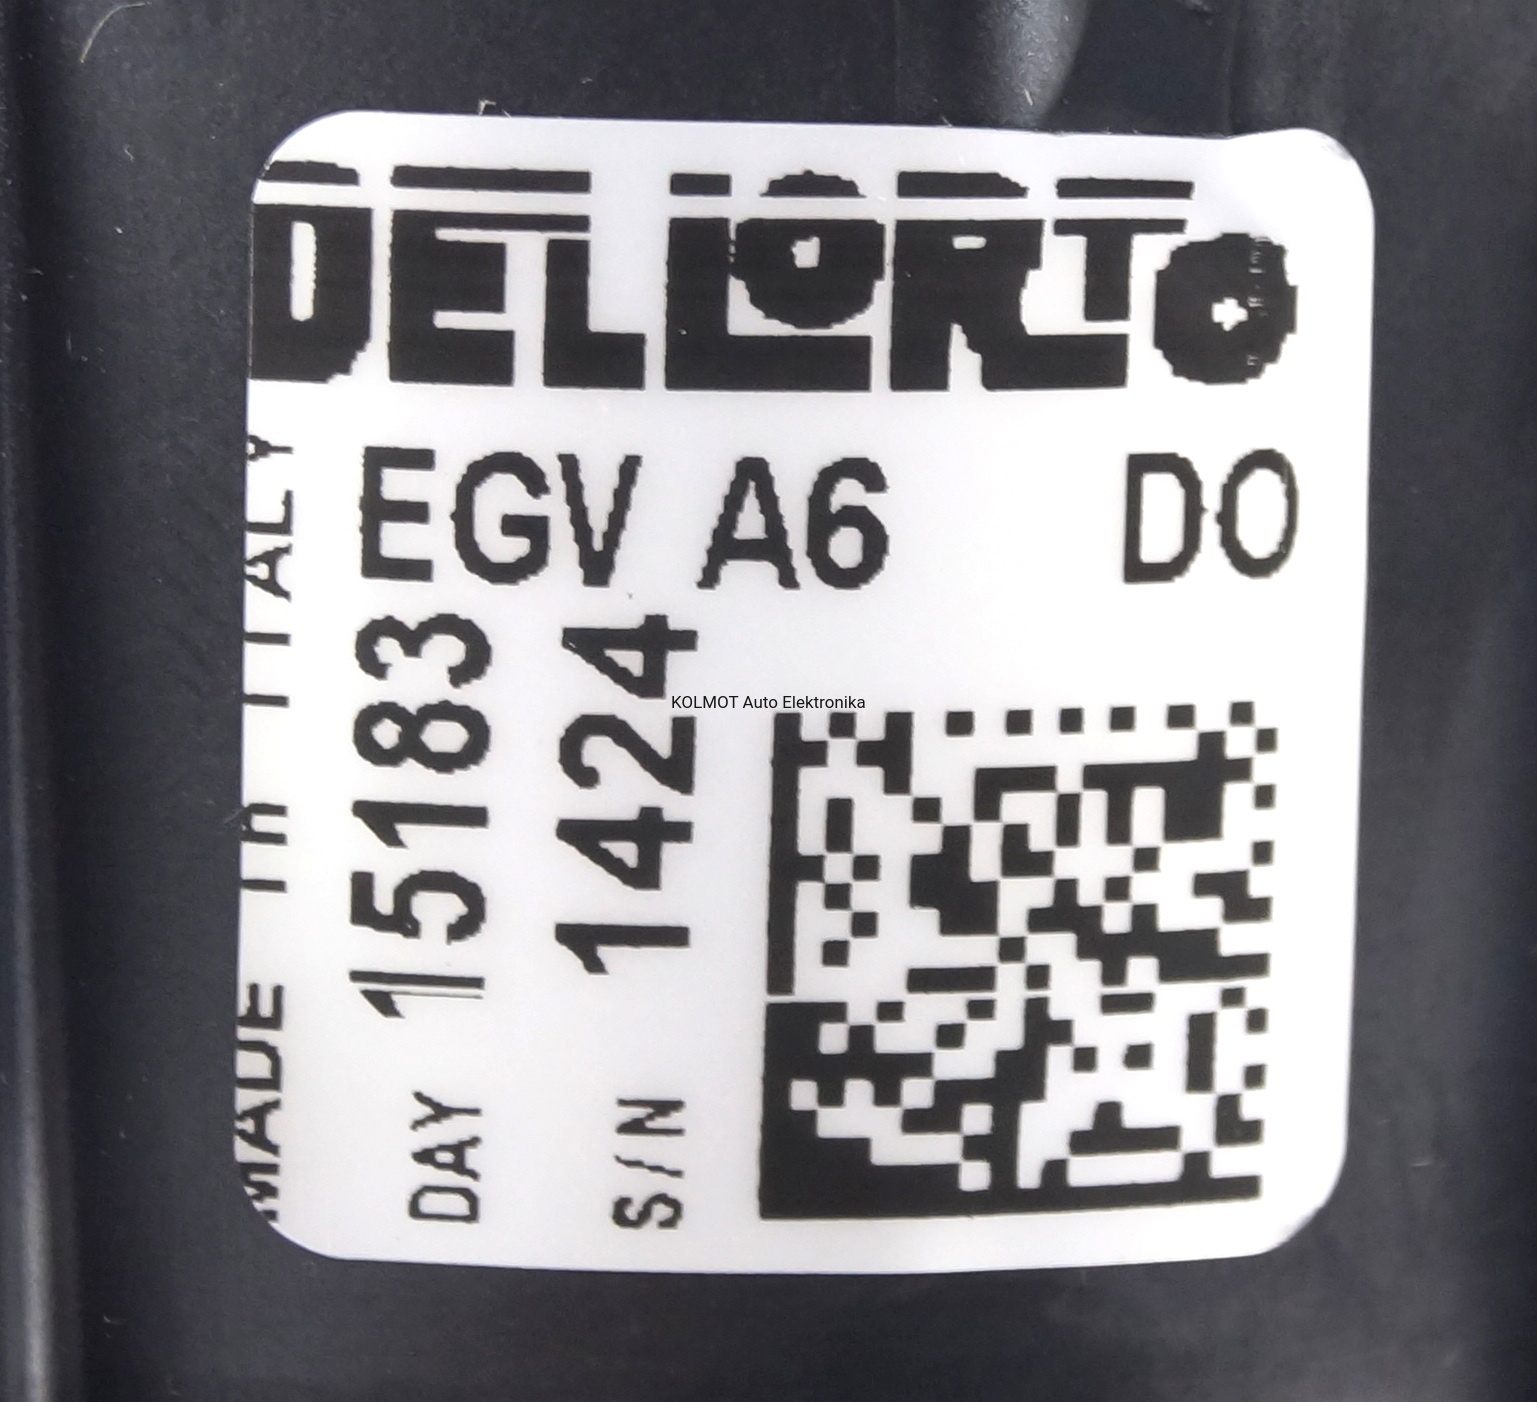 DELLORTO
EGV A6 DO
MADE IN ITALY
DAY 15183
S/N 1424
KOLMOT Auto Elektronika